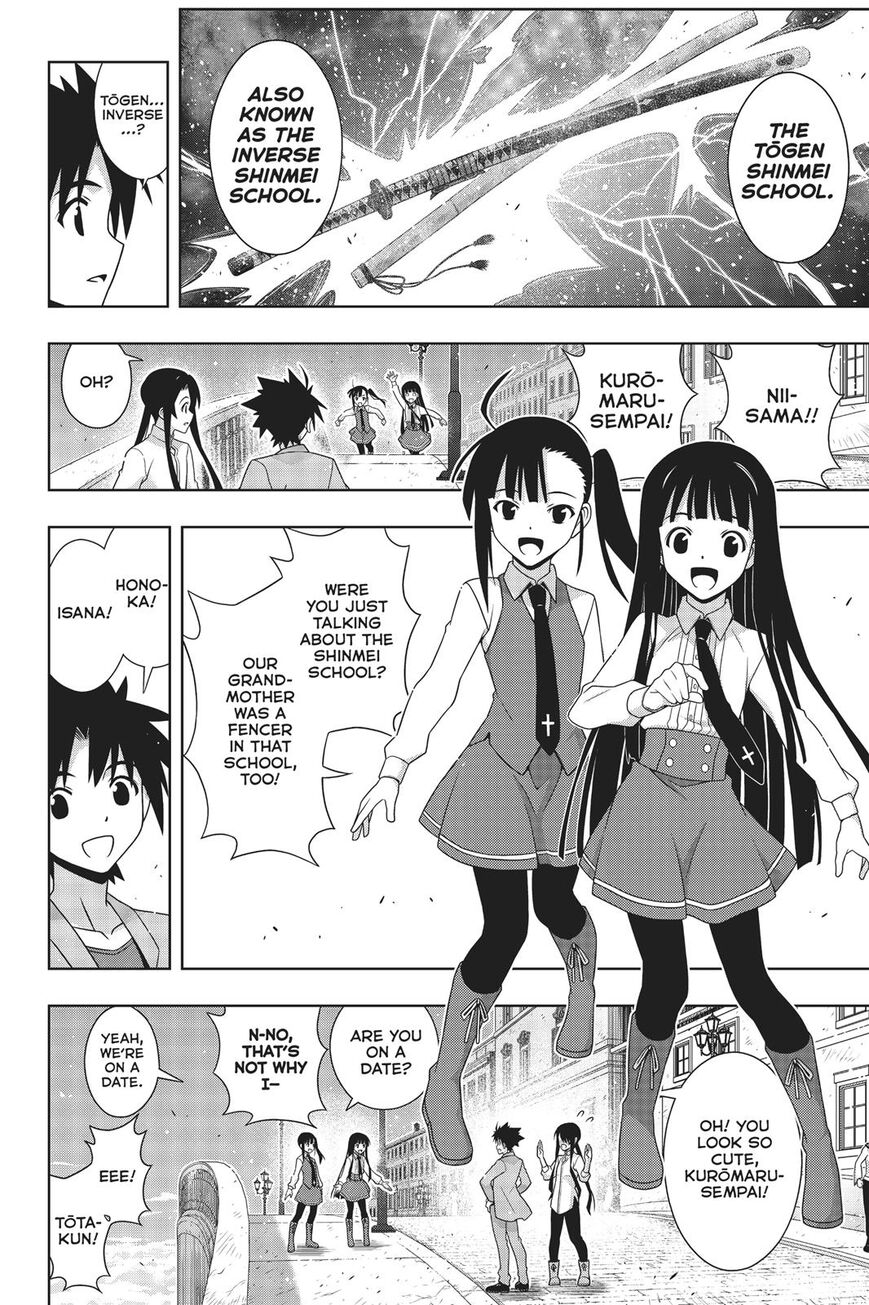 THE
TŌGEN
SHINMEI
SCHOOL.
ALSO
KNOWN
AS THE
INVERSE
SHINMEI
SCHOOL.
TŌGEN...
INVERSE
...?
NII-
SAMA!!
KURŌ-
MARU-
SEMPAI!
OH?
WERE
YOU JUST
TALKING
ABOUT THE
SHINMEI
SCHOOL?
OUR
GRAND-
MOTHER
WAS A
FENCER
IN THAT
SCHOOL,
TOO!
HONO-
KA!
ISANA!
OH! YOU
LOOK SO
CUTE,
KURŌMARU-
SEMPAI!
ARE YOU
ON A
DATE?
N-NO,
THAT'S
NOT WHY
I–
YEAH,
WE'RE
ON A
DATE.
EEE!
TŌTA-
KUN!